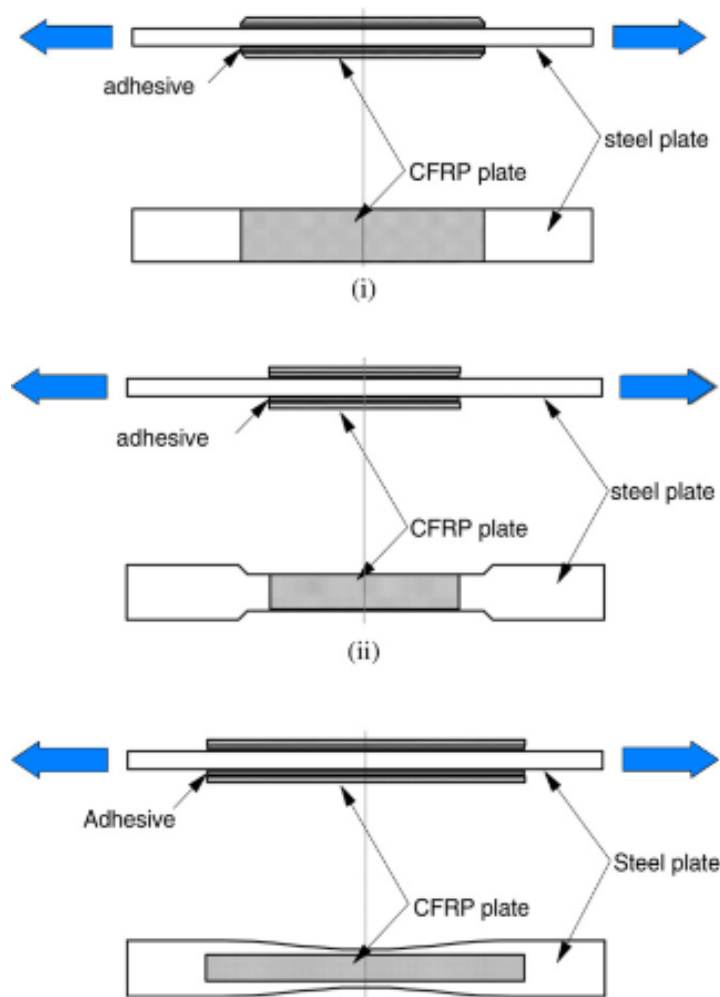 adhesive
steel plate
CFRP plate
(i)
adhesive
steel plate
CFRP plate
(ii)
Adhesive
Steel plate
CFRP plate